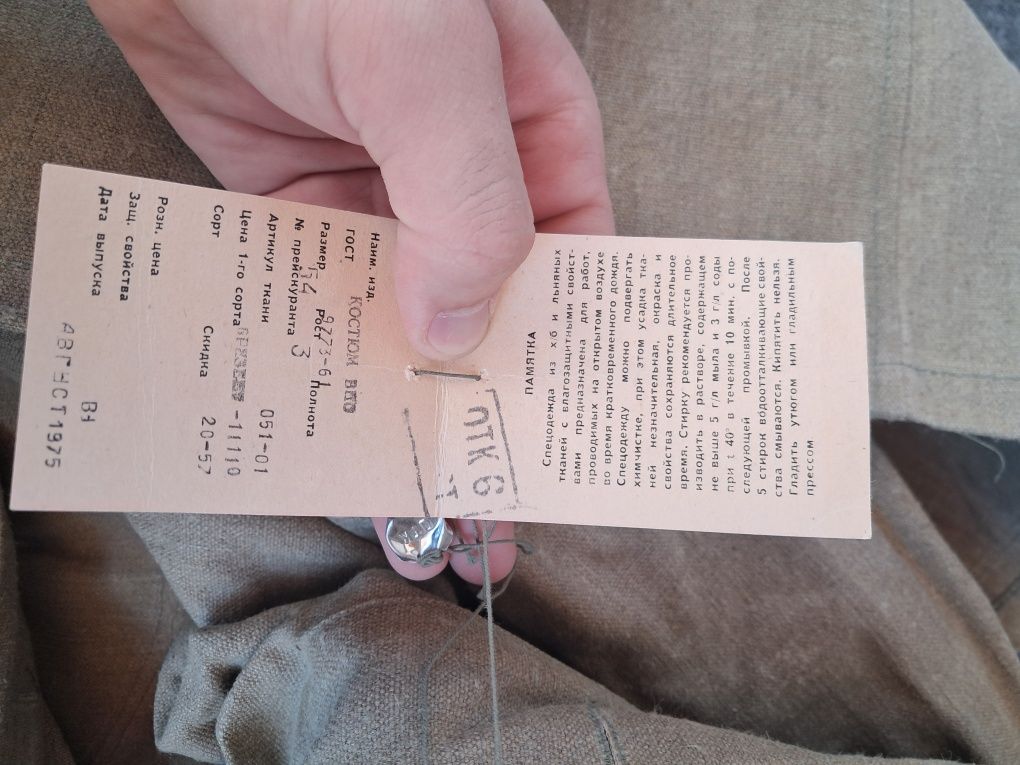 Наим. изд. КОСТЮМ ВПО
ГОСТ 9773-61
Размер Рост 3 Полнота
№ прейскуранта
Артикул ткани 051-01
Цена 1-го сорта -11110
Сорт Скидка 20-57
Розн. цена
Защ. свойства ВН
Дата выпуска АВГУСТ1975
ПТК 6
ПАМЯТКА
Спецодежда из х/б и льняных
тканей с влагозащитными свойст-
вами предназначена для работ,
проводимых на открытом воздухе
во время кратковременного дождя.
Спецодежду можно подвергать
химчистке, при этом усадка тка-
ней незначительная, окраска и
свойства сохраняются длительное
время. Стирку рекомендуется про-
изводить в растворе, содержащем
не выше 5 г/л мыла и 3 г/л соды
при t 40° в течение 10 мин. с по-
следующей промывкой. После
5 стирок водоотталкивающие свой-
ства смываются. Кипятить нельзя.
Гладить утюгом или гладильным
прессом